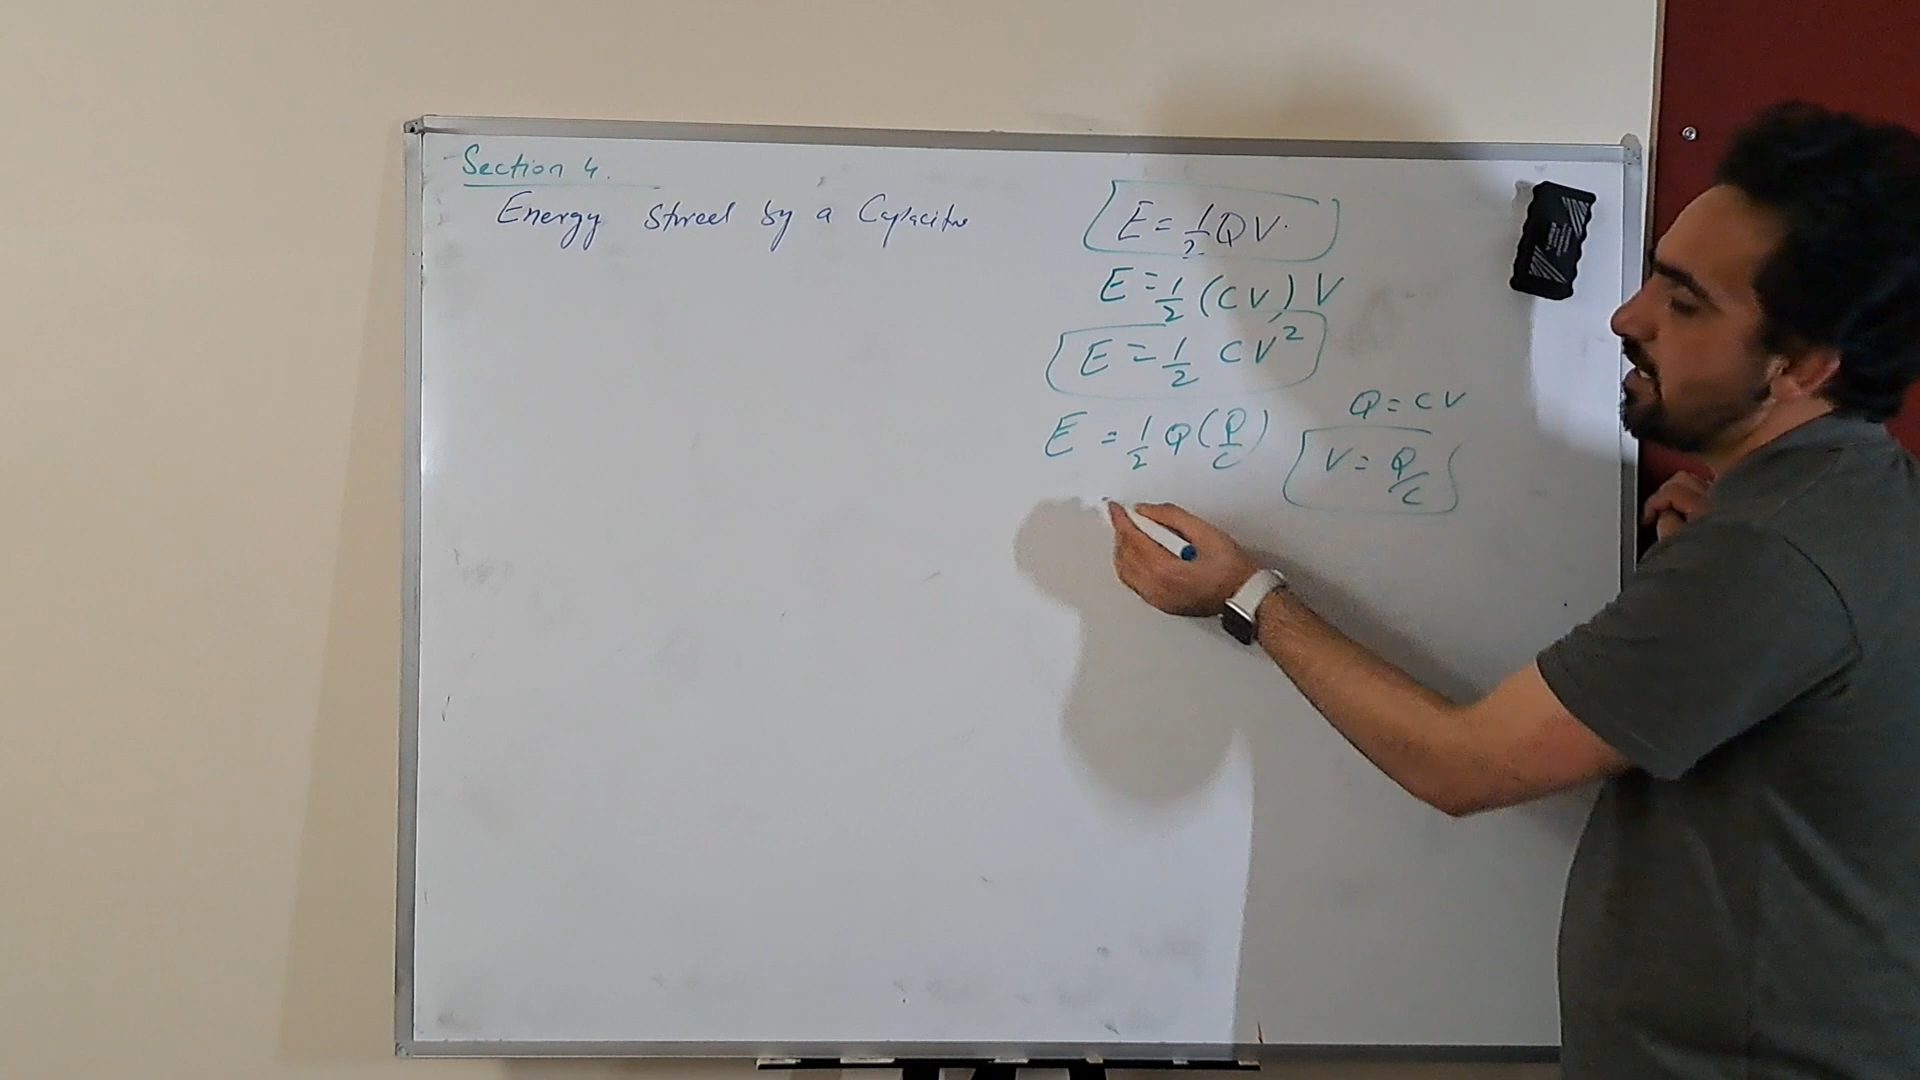 Section 4.
Energy stored by a Capacitor
E = 1/2 QV.
E = 1/2 (CV) V
E = 1/2 CV²
Q = CV
E = 1/2 Q (Q/C)
V = Q/C